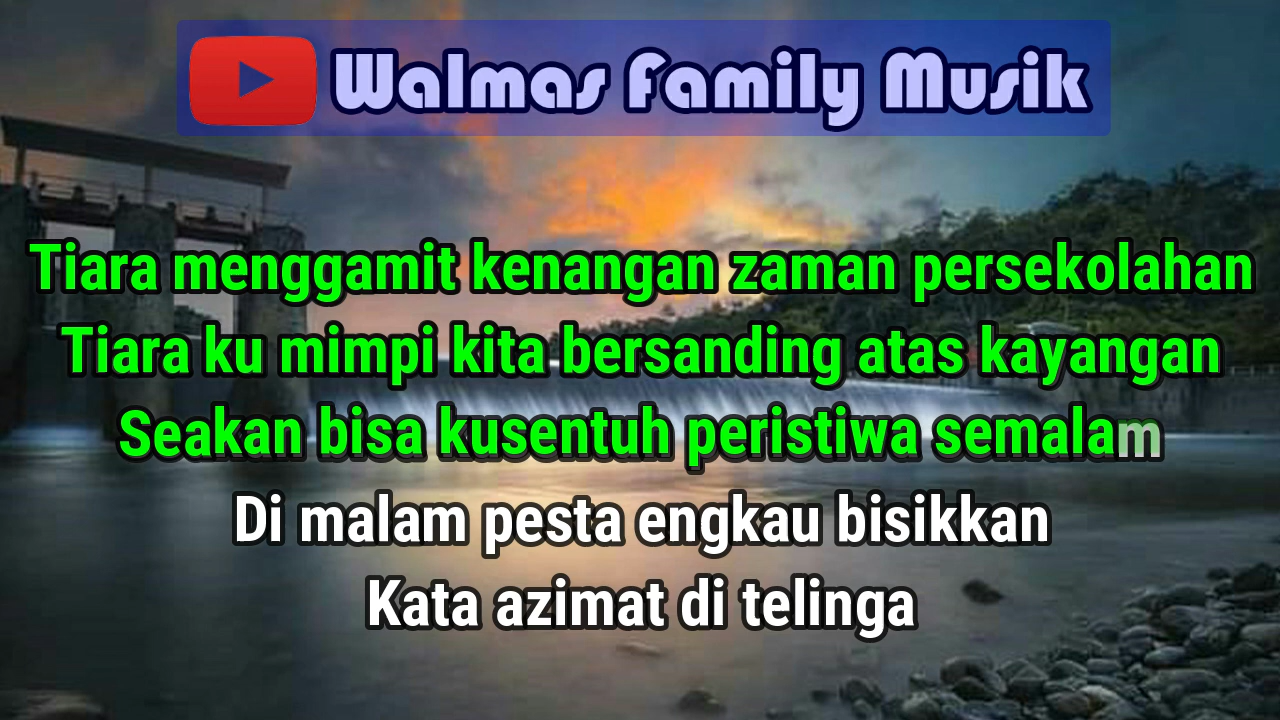 Walmas Family Musik
Tiara menggamit kenangan zaman persekolahan
Tiara ku mimpi kita bersanding atas kayangan
Seakan bisa kusentuh peristiwa semalam
Di malam pesta engkau bisikkan
Kata azimat di telinga